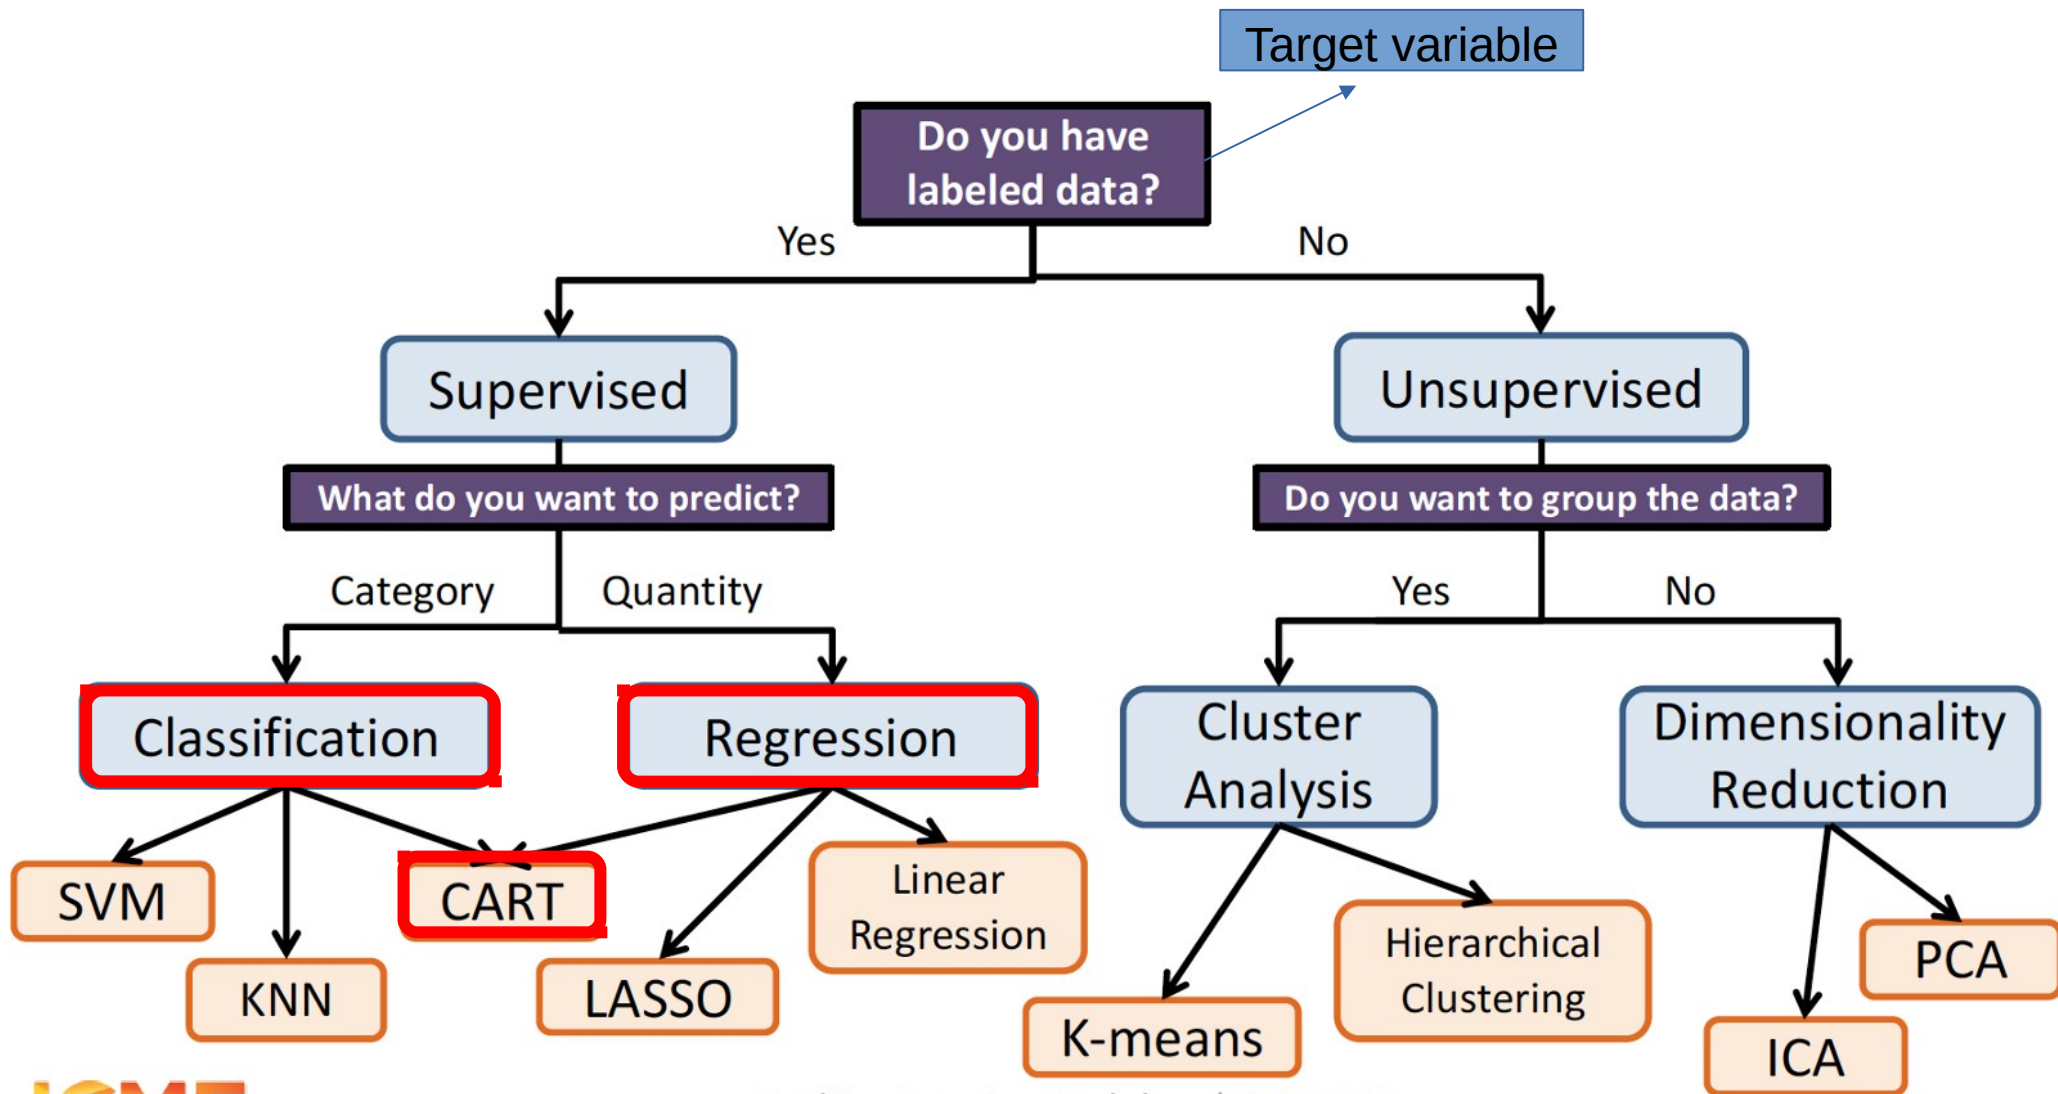 Target variable
Do you have
labeled data?
Yes
No
Supervised
Unsupervised
What do you want to predict?
Do you want to group the data?
Category
Quantity
Yes
No
Classification
Regression
Cluster
Analysis
Dimensionality
Reduction
SVM
CART
Linear
Regression
KNN
LASSO
K-means
Hierarchical
Clustering
PCA
ICA